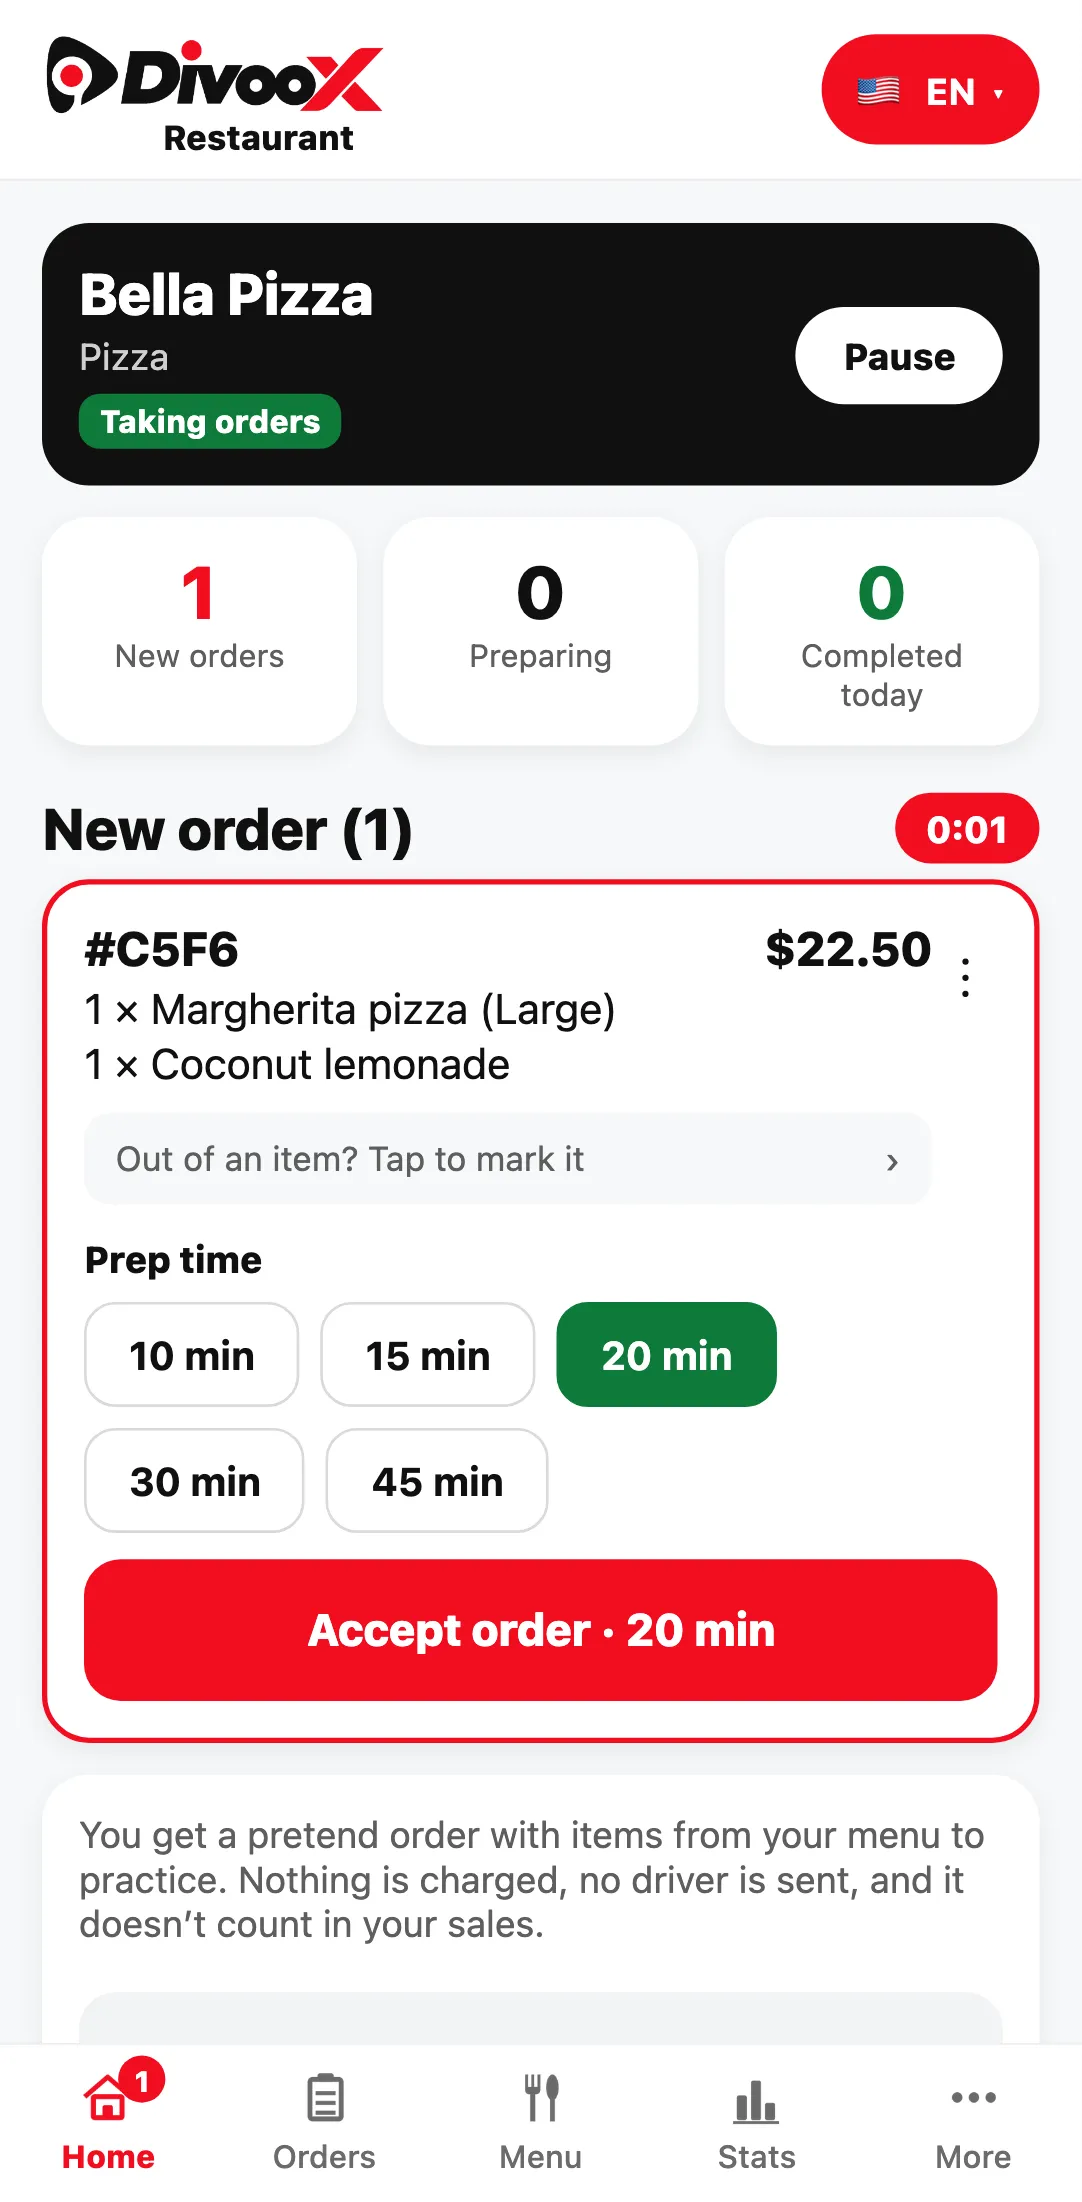 DivooX
Restaurant
EN
Bella Pizza
Pizza
Taking orders
Pause
1
New orders
0
Preparing
0
Completed
today
New order (1)
0:01
#C5F6
$22.50
1 × Margherita pizza (Large)
1 × Coconut lemonade
Out of an item? Tap to mark it
Prep time
10 min
15 min
20 min
30 min
45 min
Accept order · 20 min
You get a pretend order with items from your menu to
practice. Nothing is charged, no driver is sent, and it
doesn’t count in your sales.
1
Home
Orders
Menu
Stats
More